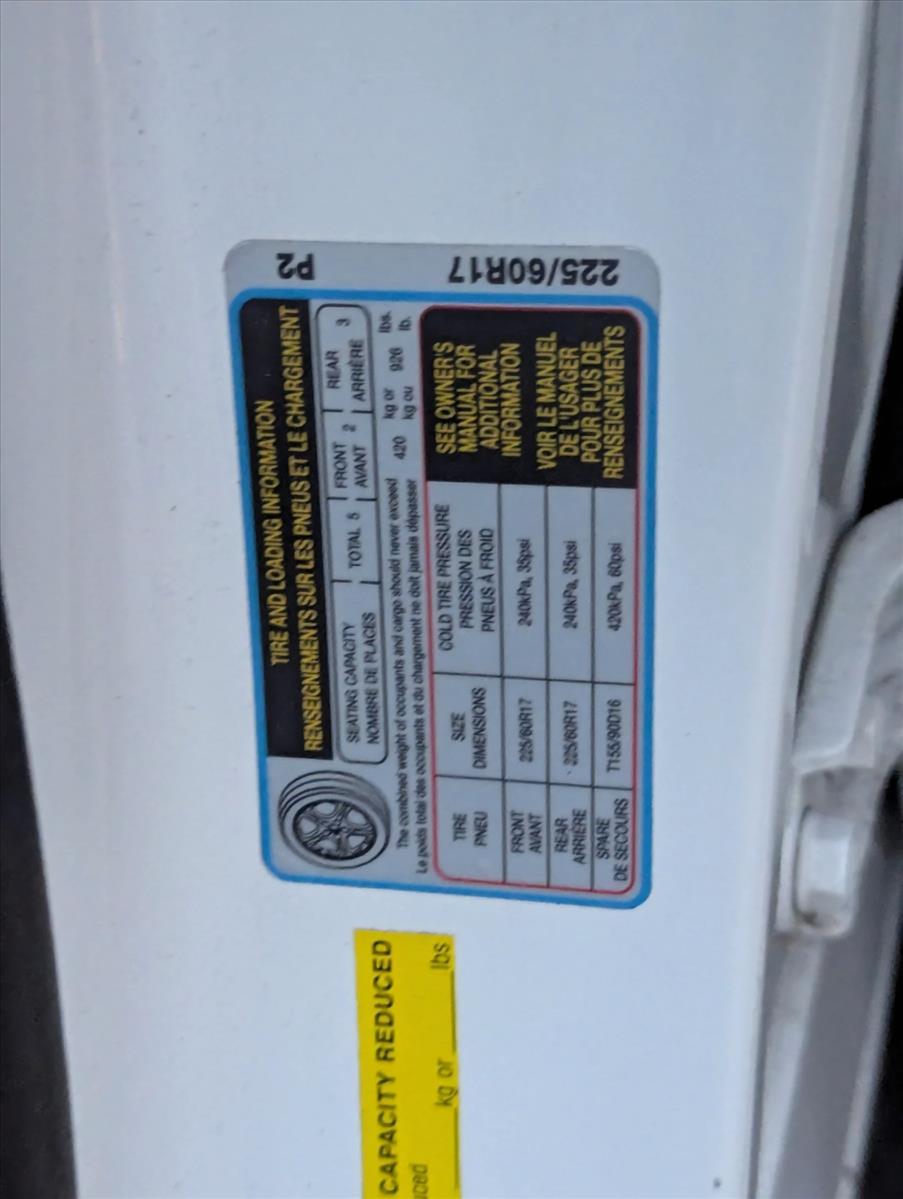 TIRE AND LOADING INFORMATION
RENSEIGNEMENTS SUR LES PNEUS ET LE CHARGEMENT
SEATING CAPACITY
NOMBRE DE PLACES
TOTAL 5
FRONT
AVANT 2
REAR
ARRIÈRE 3
The combined weight of occupants and cargo should never exceed 420 kg or 926 lbs.
Le poids total des occupants et du chargement ne doit jamais dépasser kg ou lb.
TIRE
PNEU
SIZE
DIMENSIONS
COLD TIRE PRESSURE
PRESSION DES
PNEUS À FROID
FRONT
AVANT
225/60R17
240kPa, 35psi
REAR
ARRIÈRE
225/60R17
240kPa, 35psi
SPARE
DE SECOURS
T155/90D16
420kPa, 60psi
SEE OWNER'S
MANUAL FOR
ADDITIONAL
INFORMATION
VOIR LE MANUEL
DE L'USAGER
POUR PLUS DE
RENSEIGNEMENTS
P2
225/60R17
CAPACITY REDUCED
kg or lbs